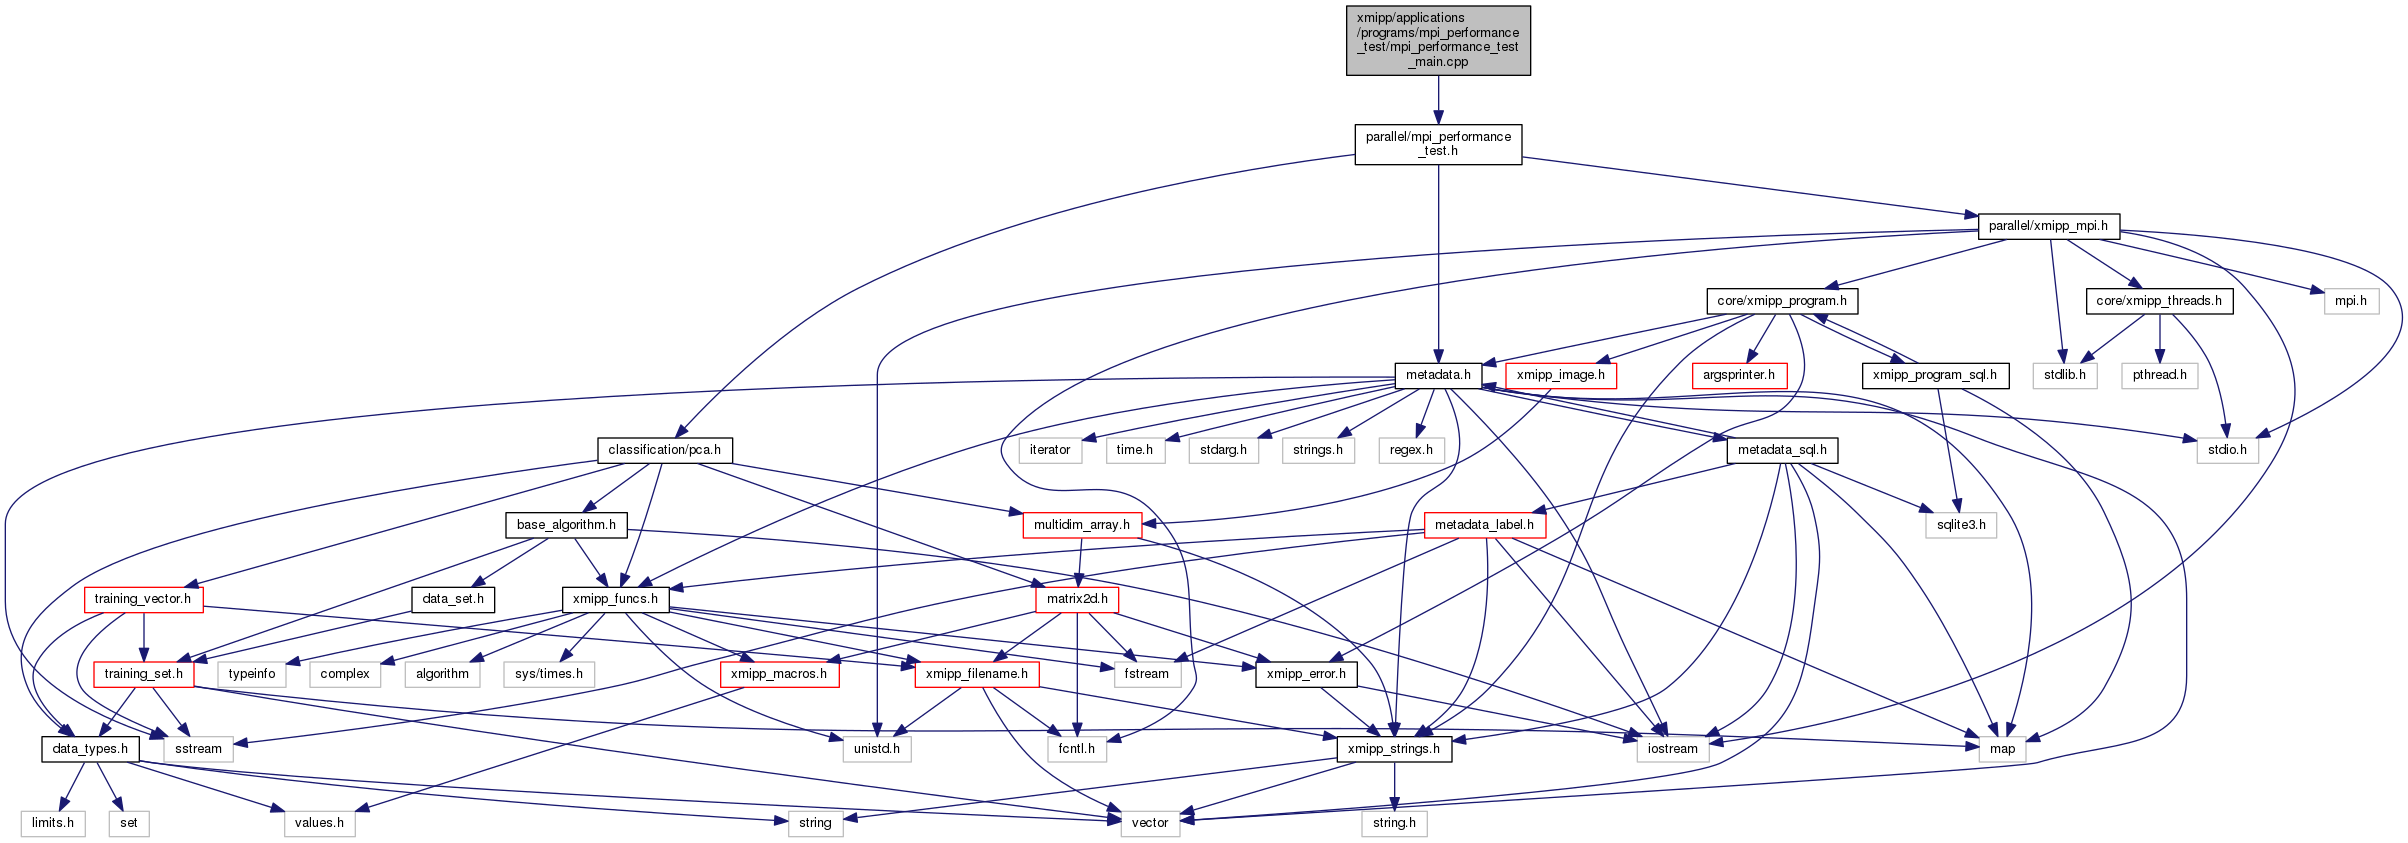 xmipp/applications
/programs/mpi_performance
_test/mpi_performance_test
_main.cpp
parallel/mpi_performance
_test.h
parallel/xmipp_mpi.h
core/xmipp_program.h
core/xmipp_threads.h
mpi.h
metadata.h
xmipp_image.h
argsprinter.h
xmipp_program_sql.h
stdlib.h
pthread.h
classification/pca.h
iterator
time.h
stdarg.h
strings.h
regex.h
metadata_sql.h
stdio.h
base_algorithm.h
multidim_array.h
metadata_label.h
sqlite3.h
training_vector.h
data_set.h
xmipp_funcs.h
matrix2d.h
training_set.h
typeinfo
complex
algorithm
sys/times.h
xmipp_macros.h
xmipp_filename.h
fstream
xmipp_error.h
data_types.h
sstream
unistd.h
fcntl.h
xmipp_strings.h
iostream
map
limits.h
set
values.h
string
vector
string.h